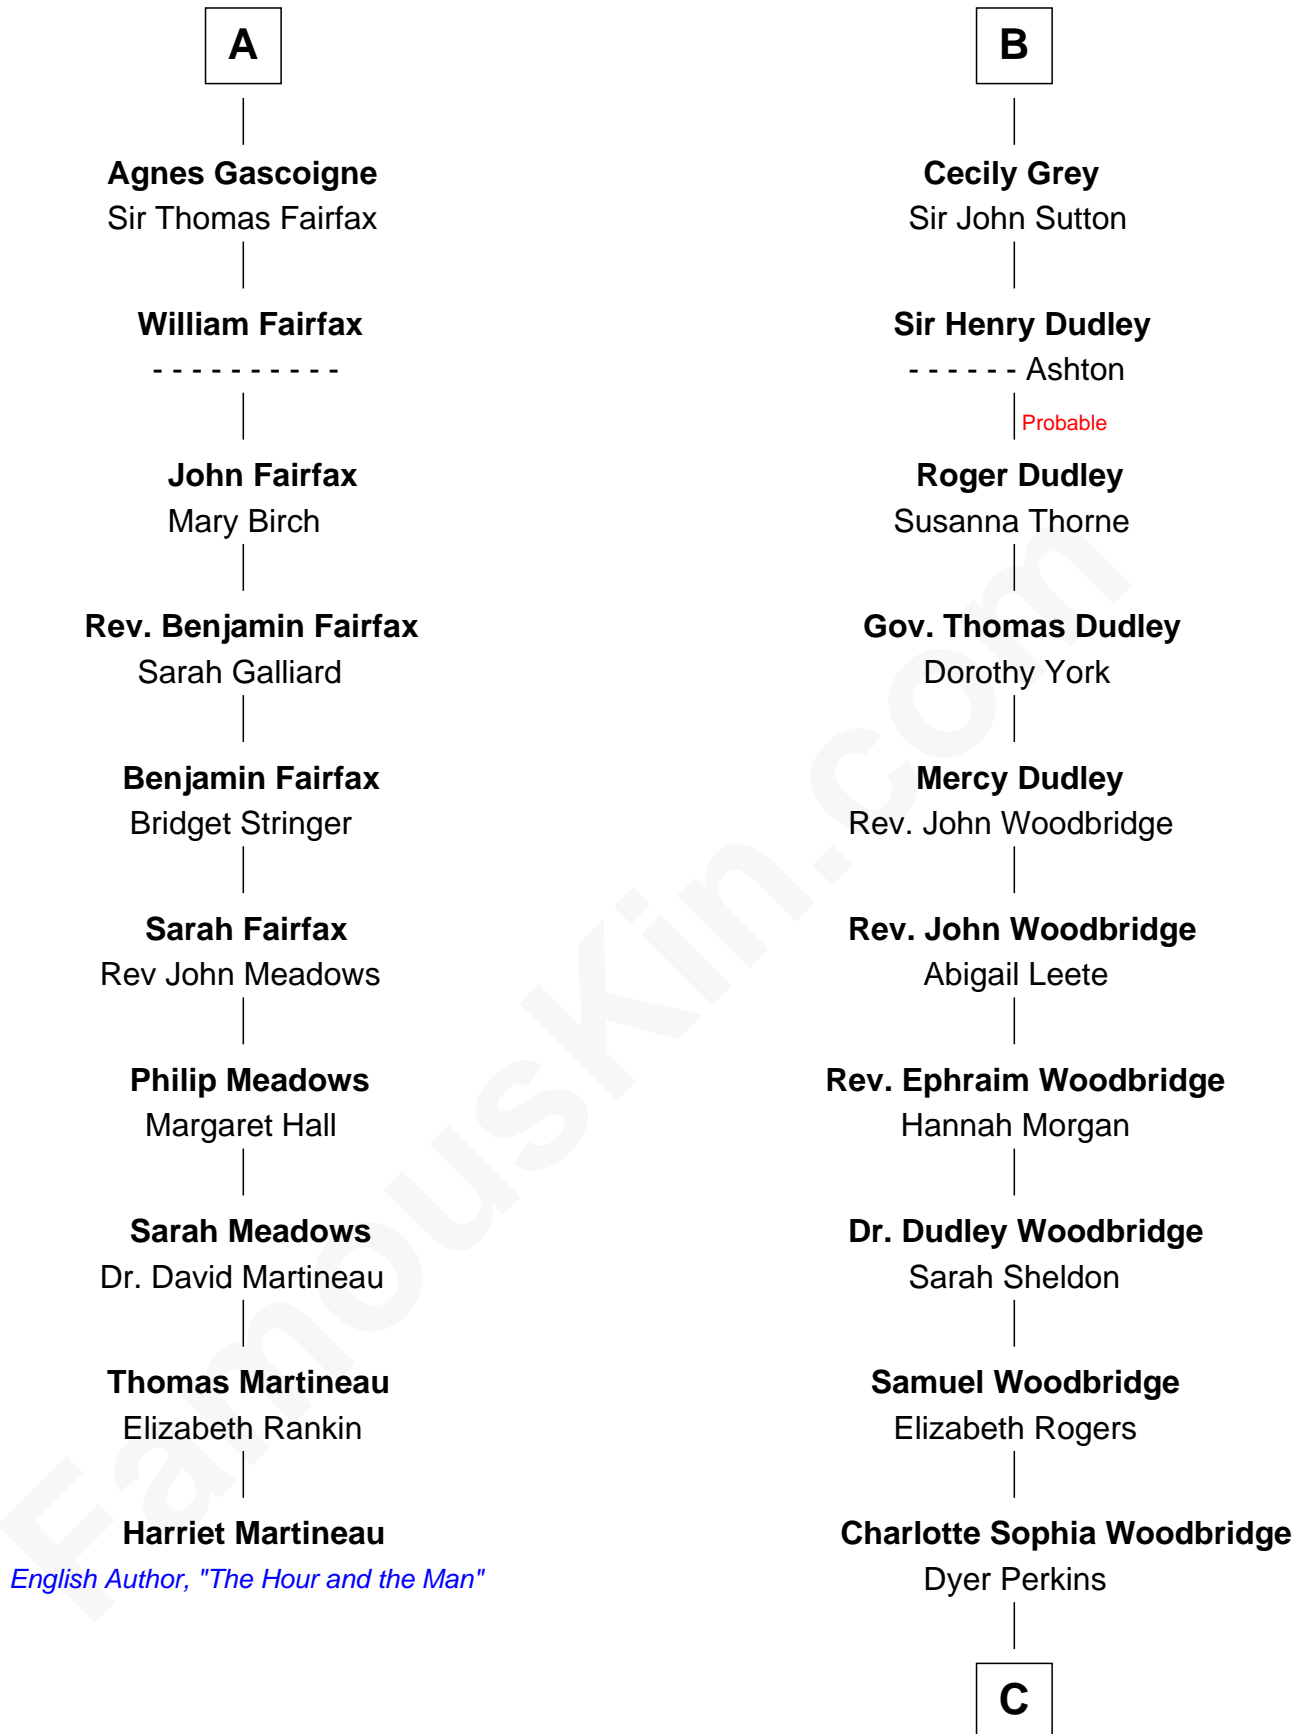 A
Agnes Gascoigne
Sir Thomas Fairfax
William Fairfax
- - - - - - - - - -
John Fairfax
Mary Birch
Rev. Benjamin Fairfax
Sarah Galliard
Benjamin Fairfax
Bridget Stringer
Sarah Fairfax
Rev John Meadows
Philip Meadows
Margaret Hall
Sarah Meadows
Dr. David Martineau
Thomas Martineau
Elizabeth Rankin
Harriet Martineau
English Author, "The Hour and the Man"
B
Cecily Grey
Sir John Sutton
Sir Henry Dudley
- - - - - - Ashton
Probable
Roger Dudley
Susanna Thorne
Gov. Thomas Dudley
Dorothy York
Mercy Dudley
Rev. John Woodbridge
Rev. John Woodbridge
Abigail Leete
Rev. Ephraim Woodbridge
Hannah Morgan
Dr. Dudley Woodbridge
Sarah Sheldon
Samuel Woodbridge
Elizabeth Rogers
Charlotte Sophia Woodbridge
Dyer Perkins
C
FamousKin.com